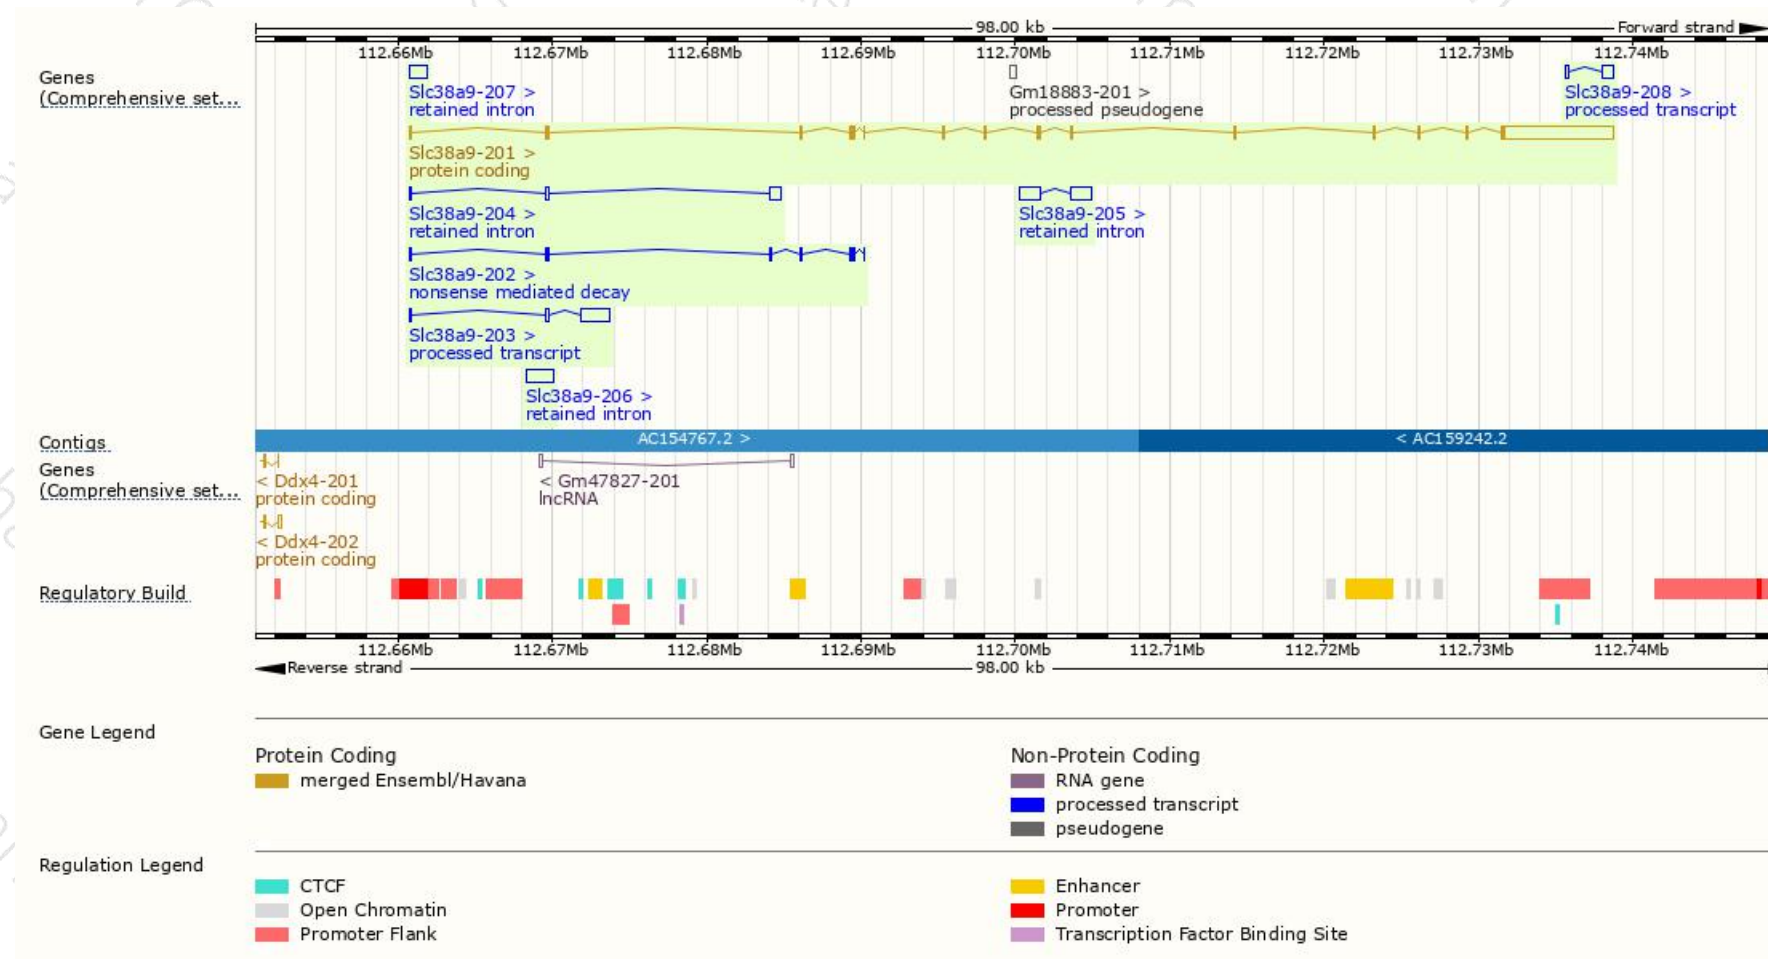 98.00 kb
Forward strand
112.66Mb 112.67Mb 112.68Mb 112.69Mb 112.70Mb 112.71Mb 112.72Mb 112.73Mb 112.74Mb
Genes
(Comprehensive set...
Slc38a9-207 > Gm18883-201 > Slc38a9-208 >
retained intron processed pseudogene processed transcript
Slc38a9-201 >
protein coding
Slc38a9-204 > Slc38a9-205 >
retained intron retained intron
Slc38a9-202 >
nonsense mediated decay
Slc38a9-203 >
processed transcript
Slc38a9-206 >
retained intron
Contigs AC154767.2 > < AC159242.2
Genes
(Comprehensive set...
< Ddx4-201 < Gm47827-201
protein coding lncRNA
< Ddx4-202
protein coding
Regulatory Build
112.66Mb 112.67Mb 112.68Mb 112.69Mb 112.70Mb 112.71Mb 112.72Mb 112.73Mb 112.74Mb
Reverse strand 98.00 kb
Gene Legend
Protein Coding Non-Protein Coding
merged Ensembl/Havana RNA gene
processed transcript
pseudogene
Regulation Legend
CTCF Enhancer
Open Chromatin Promoter
Promoter Flank Transcription Factor Binding Site